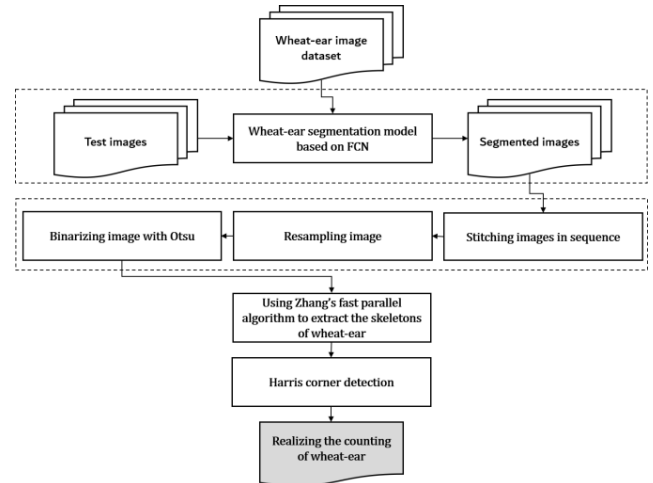 Wheat-ear image
dataset
Test images
Wheat-ear segmentation model
based on FCN
Segmented images
Binarizing image with Otsu
Resampling image
Stitching images in sequence
Using Zhang's fast parallel
algorithm to extract the skeletons
of wheat-ear
Harris corner detection
Realizing the counting
of wheat-ear